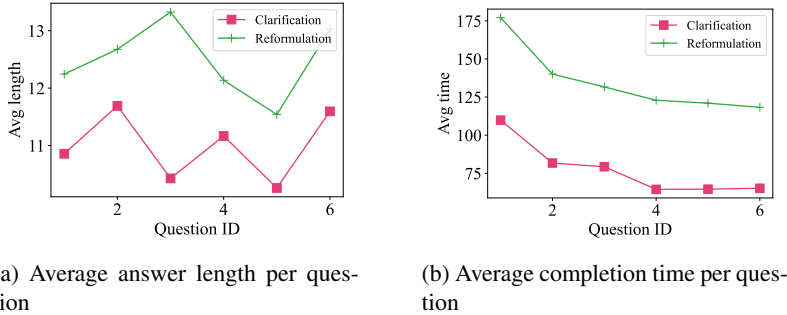 Clarification
Reformulation
13
12
11
Avg length
2
4
6
Question ID
a) Average answer length per ques-
ion
Clarification
Reformulation
175
150
125
100
75
Avg time
2
4
6
Question ID
(b) Average completion time per ques-
tion